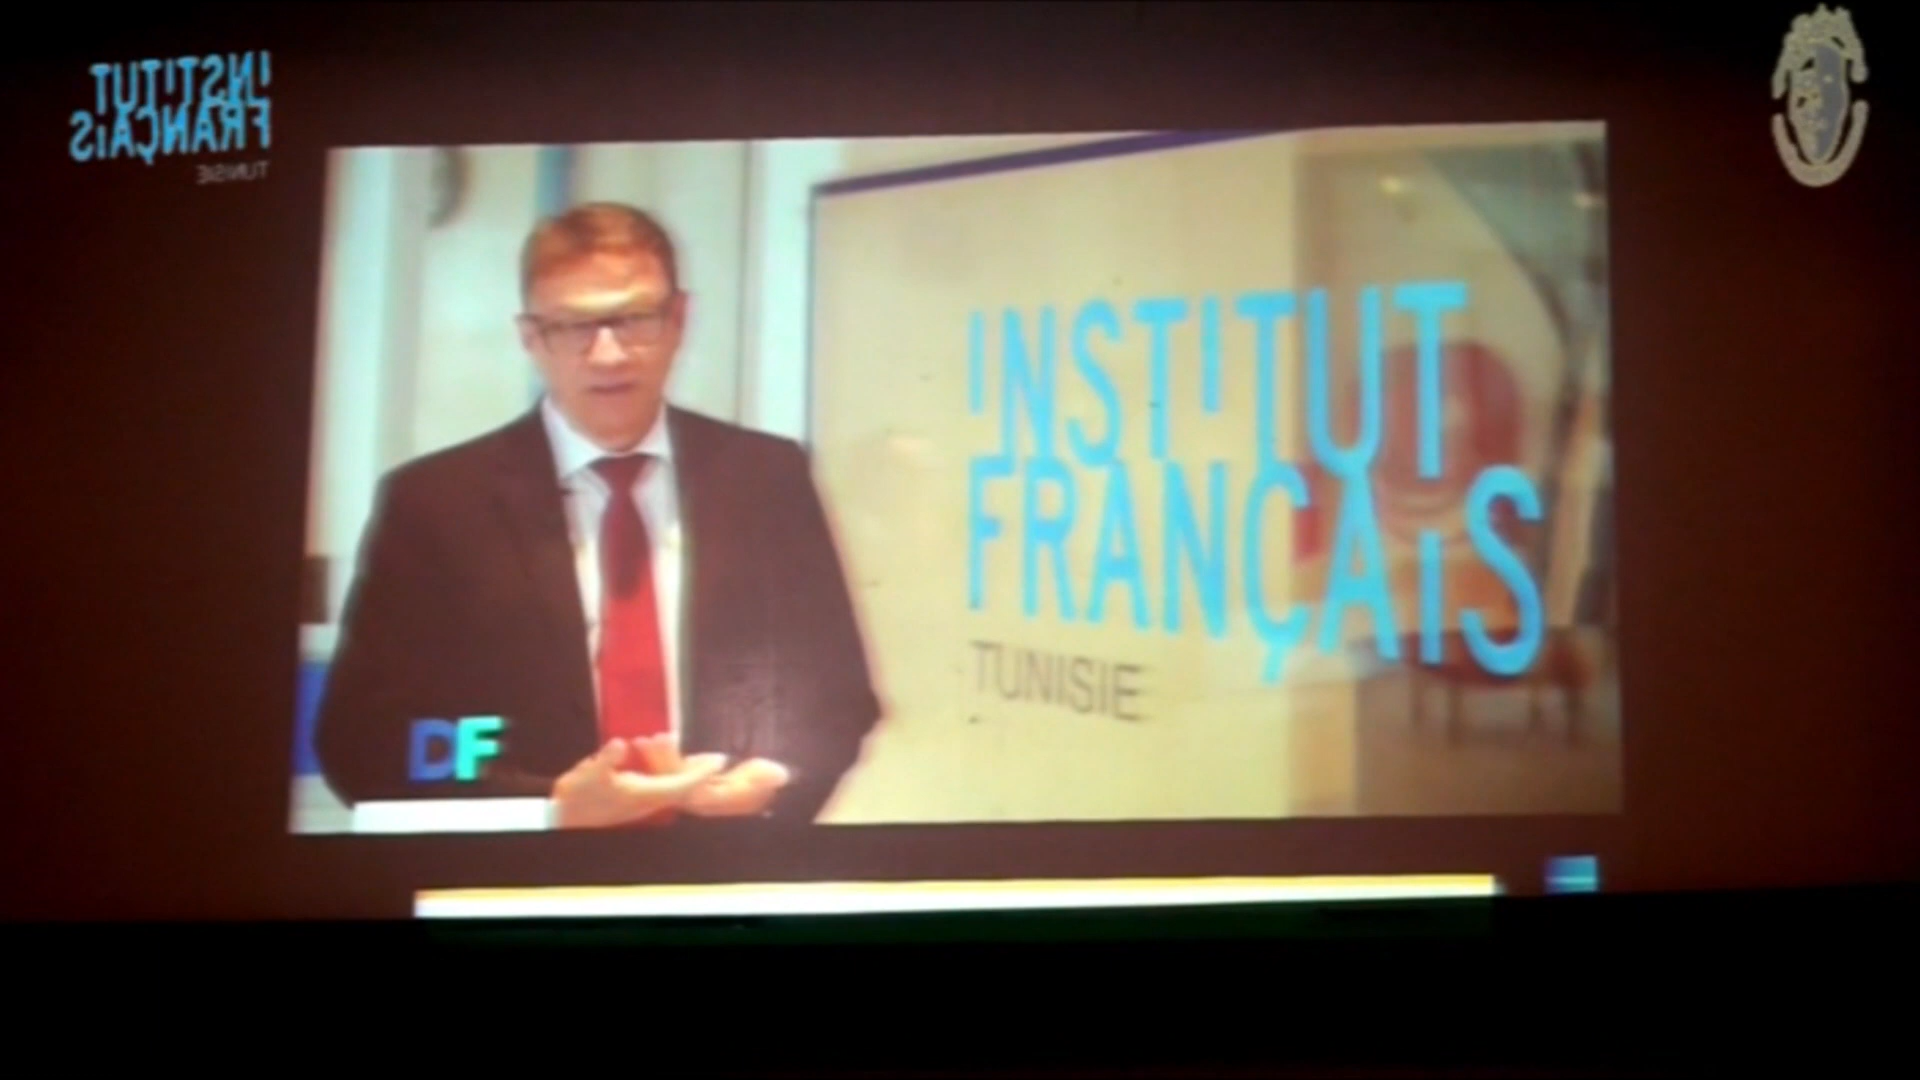 INSTITUT
FRANÇAIS
TUNISIE
INSTITUT
FRANÇAIS
TUNISIE
DF